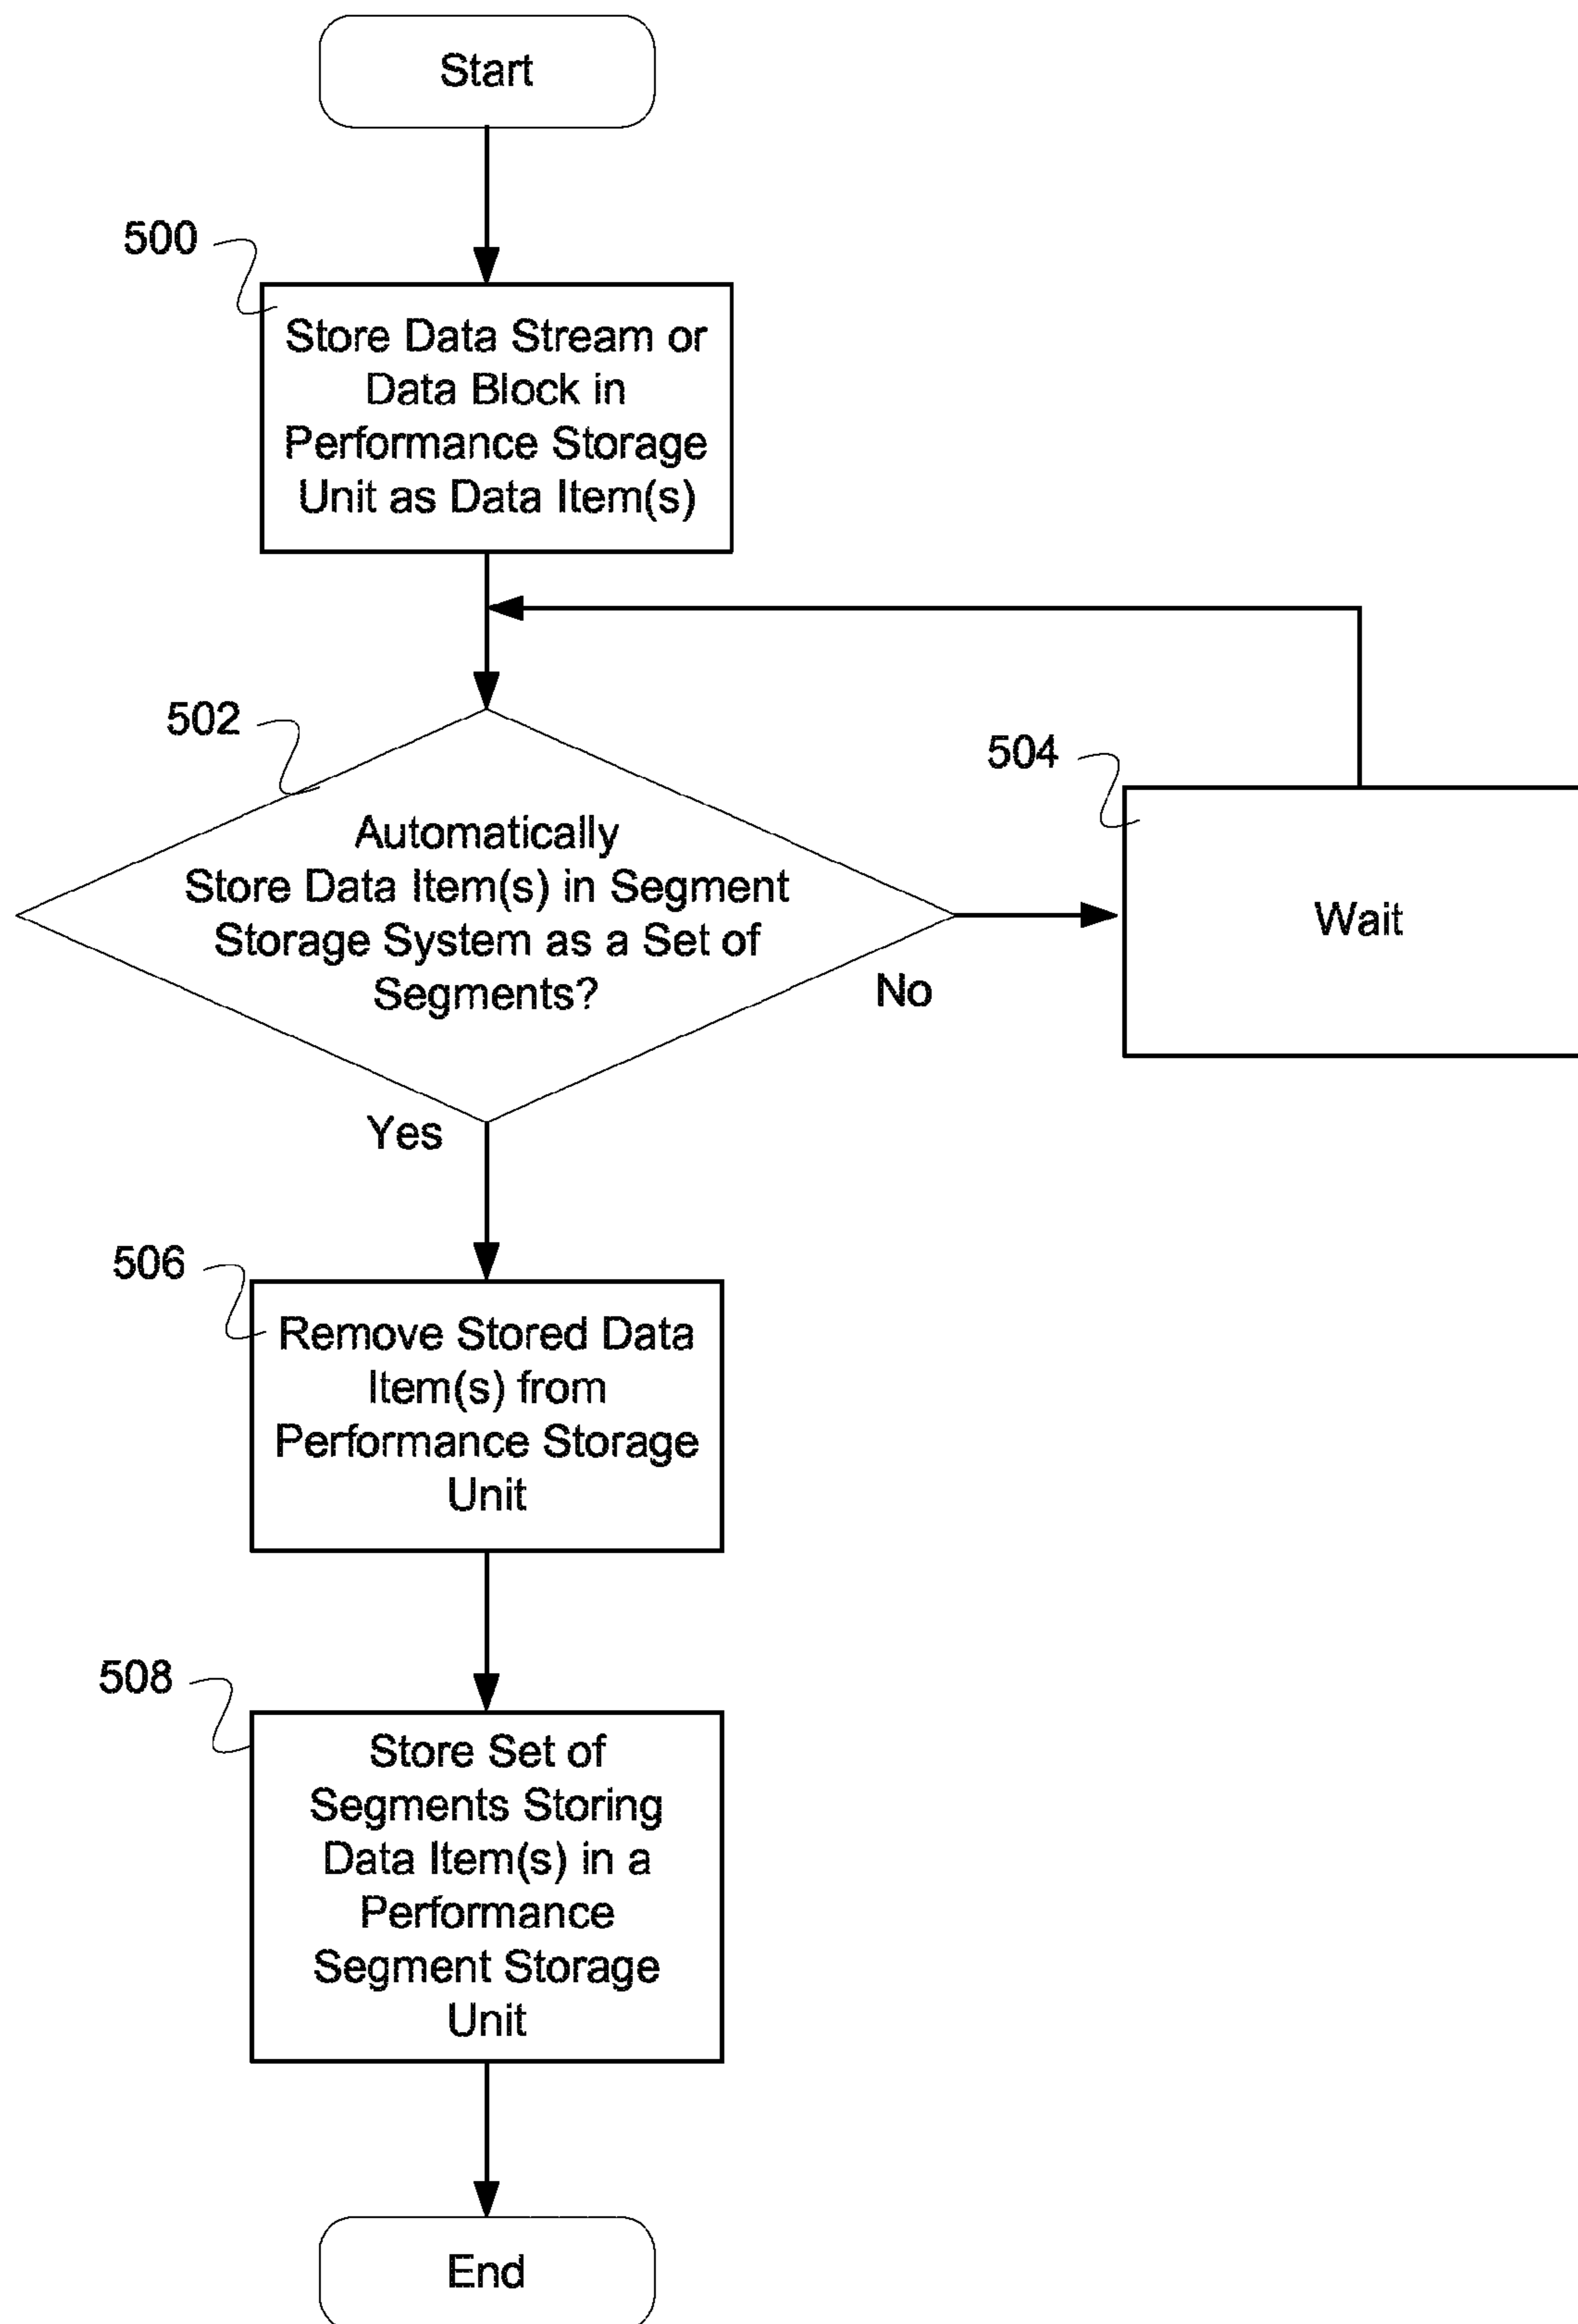 Start
500
Store Data Stream or
Data Block in
Performance Storage
Unit as Data Item(s)
502
Automatically
Store Data Item(s) in Segment
Storage System as a Set of
Segments?
504
Wait
No
Yes
506
Remove Stored Data
Item(s) from
Performance Storage
Unit
508
Store Set of
Segments Storing
Data Item(s) in a
Performance
Segment Storage
Unit
End